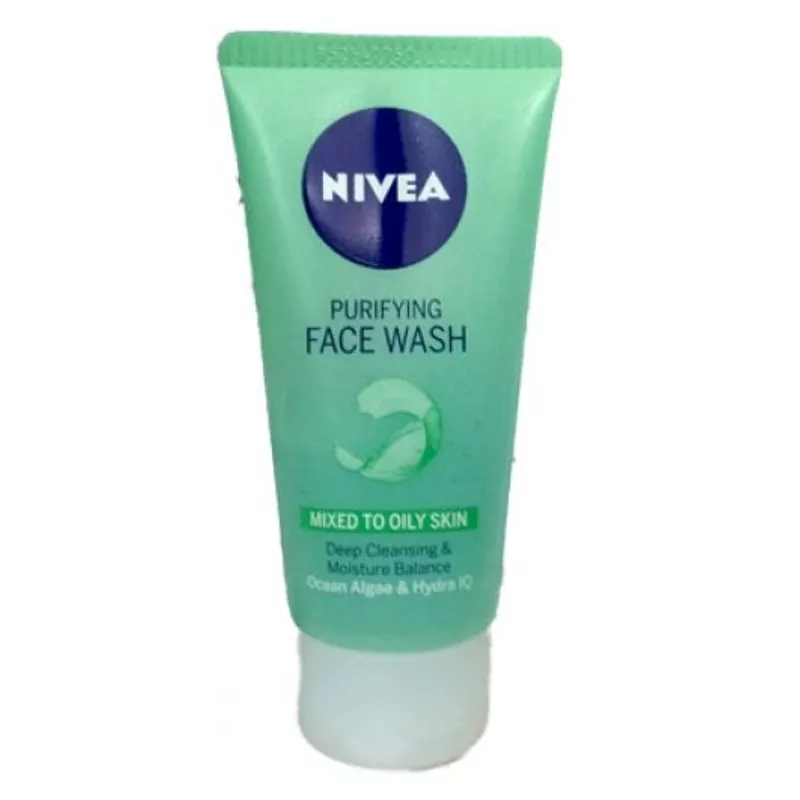 NIVEA
PURIFYING
FACE WASH
MIXED TO OILY SKIN
Deep Cleansing &
Moisture Balance
Ocean Algae & Hydra IQ